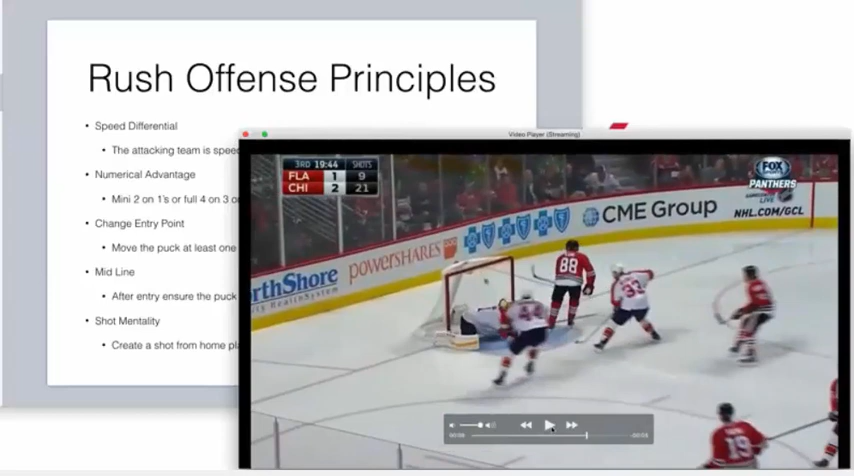 Rush Offense Principles
• Speed Differential
• The attacking team is speed
• Numerical Advantage
• Mini 2 on 1's or full 4 on 3 o
• Change Entry Point
• Move the puck at least one
• Mid Line
• After entry ensure the puck
• Shot Mentality
• Create a shot from home pla
Video Player (Streaming)
3RD 19:44 SHOTS
FLA 1 9
CHI 2 21
FOX
PANTHERS
LIVE
NHL.COM/GCL
CME Group
powerSHARES
rthShore
88
44
33
19